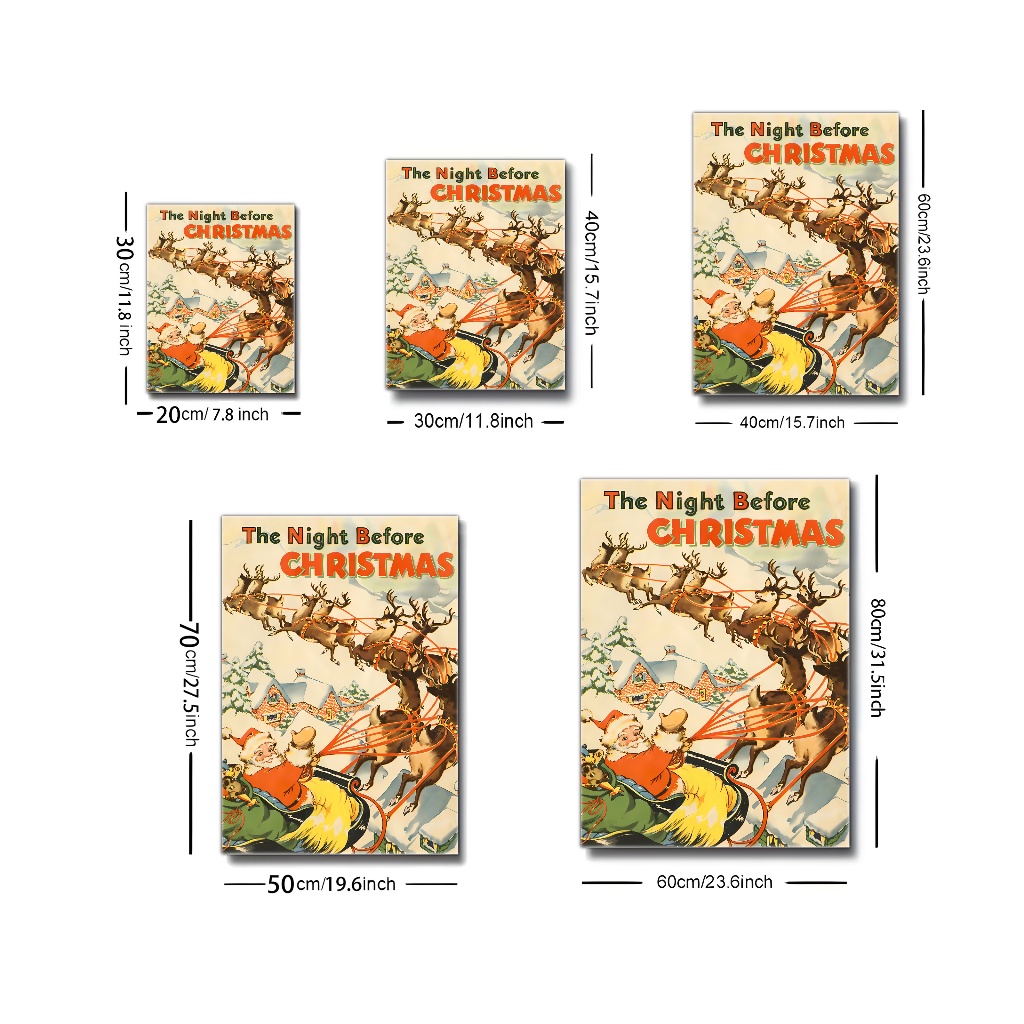 The Night Before
CHRISTMAS
30cm/11.8 inch
20cm/ 7.8 inch
The Night Before
CHRISTMAS
40cm/15.7inch
30cm/11.8inch
The Night Before
CHRISTMAS
60cm/23.6inch
40cm/15.7inch
The Night Before
CHRISTMAS
70cm/27.5inch
50cm/19.6inch
The Night Before
CHRISTMAS
80cm/31.5inch
60cm/23.6inch